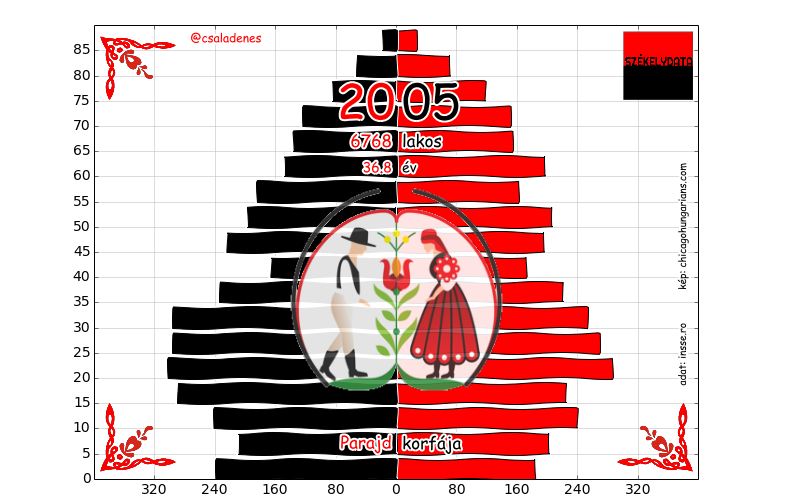 @csaladenes
SZÉKELYDATA
2005
6768 lakos
36.8 év
Parajd korfája
kép: chicagohungarians.com
adat: insse.ro
85
80
75
70
65
60
55
50
45
40
35
30
25
20
15
10
5
0
320 240 160 80 0 80 160 240 320